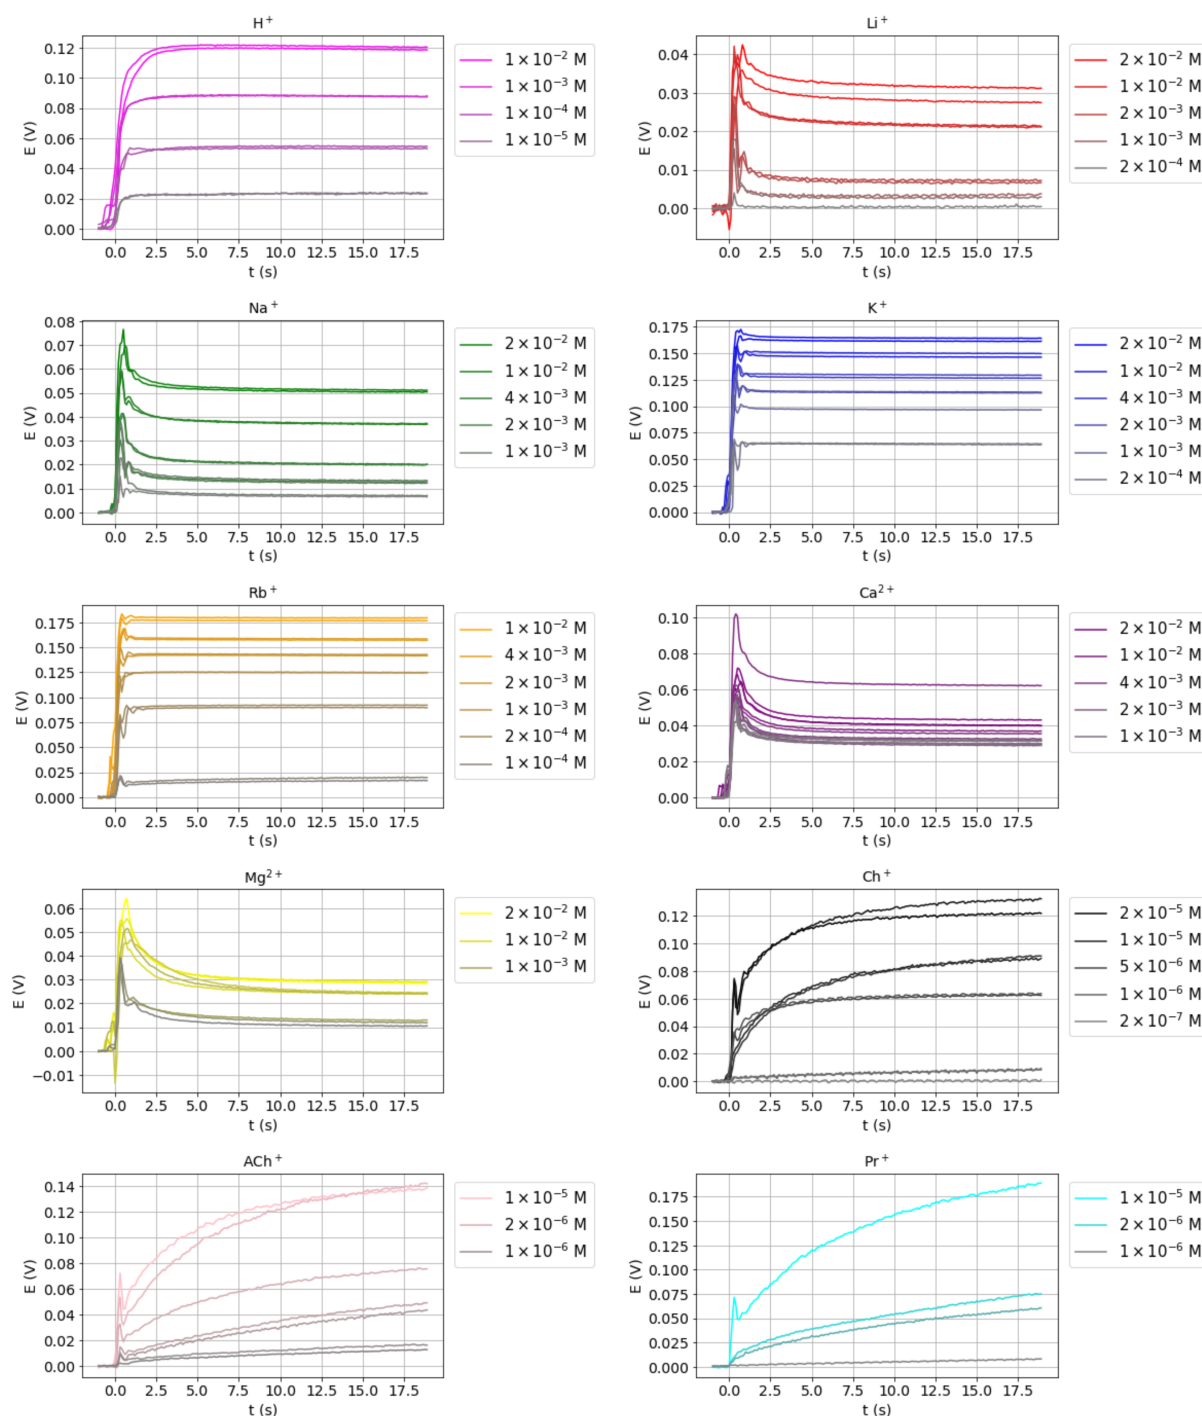 H⁺
E (V)
0.12
0.10
0.08
0.06
0.04
0.02
0.00
0.0 2.5 5.0 7.5 10.0 12.5 15.0 17.5
t (s)
1 × 10⁻² M
1 × 10⁻³ M
1 × 10⁻⁴ M
1 × 10⁻⁵ M
Li⁺
E (V)
0.04
0.03
0.02
0.01
0.00
0.0 2.5 5.0 7.5 10.0 12.5 15.0 17.5
t (s)
2 × 10⁻² M
1 × 10⁻² M
2 × 10⁻³ M
1 × 10⁻³ M
2 × 10⁻⁴ M
Na⁺
E (V)
0.08
0.07
0.06
0.05
0.04
0.03
0.02
0.01
0.00
0.0 2.5 5.0 7.5 10.0 12.5 15.0 17.5
t (s)
2 × 10⁻² M
1 × 10⁻² M
4 × 10⁻³ M
2 × 10⁻³ M
1 × 10⁻³ M
K⁺
E (V)
0.175
0.150
0.125
0.100
0.075
0.050
0.025
0.000
0.0 2.5 5.0 7.5 10.0 12.5 15.0 17.5
t (s)
2 × 10⁻² M
1 × 10⁻² M
4 × 10⁻³ M
2 × 10⁻³ M
1 × 10⁻³ M
2 × 10⁻⁴ M
Rb⁺
E (V)
0.175
0.150
0.125
0.100
0.075
0.050
0.025
0.000
0.0 2.5 5.0 7.5 10.0 12.5 15.0 17.5
t (s)
1 × 10⁻² M
4 × 10⁻³ M
2 × 10⁻³ M
1 × 10⁻³ M
2 × 10⁻⁴ M
1 × 10⁻⁴ M
Ca²⁺
E (V)
0.10
0.08
0.06
0.04
0.02
0.00
0.0 2.5 5.0 7.5 10.0 12.5 15.0 17.5
t (s)
2 × 10⁻² M
1 × 10⁻² M
4 × 10⁻³ M
2 × 10⁻³ M
1 × 10⁻³ M
Mg²⁺
E (V)
0.06
0.05
0.04
0.03
0.02
0.01
0.00
−0.01
0.0 2.5 5.0 7.5 10.0 12.5 15.0 17.5
t (s)
2 × 10⁻² M
1 × 10⁻² M
1 × 10⁻³ M
Ch⁺
E (V)
0.12
0.10
0.08
0.06
0.04
0.02
0.00
0.0 2.5 5.0 7.5 10.0 12.5 15.0 17.5
t (s)
2 × 10⁻⁵ M
1 × 10⁻⁵ M
5 × 10⁻⁶ M
1 × 10⁻⁶ M
2 × 10⁻⁷ M
ACh⁺
E (V)
0.14
0.12
0.10
0.08
0.06
0.04
0.02
0.00
0.0 2.5 5.0 7.5 10.0 12.5 15.0 17.5
t (s)
1 × 10⁻⁵ M
2 × 10⁻⁶ M
1 × 10⁻⁶ M
Pr⁺
E (V)
0.175
0.150
0.125
0.100
0.075
0.050
0.025
0.000
0.0 2.5 5.0 7.5 10.0 12.5 15.0 17.5
t (s)
1 × 10⁻⁵ M
2 × 10⁻⁶ M
1 × 10⁻⁶ M